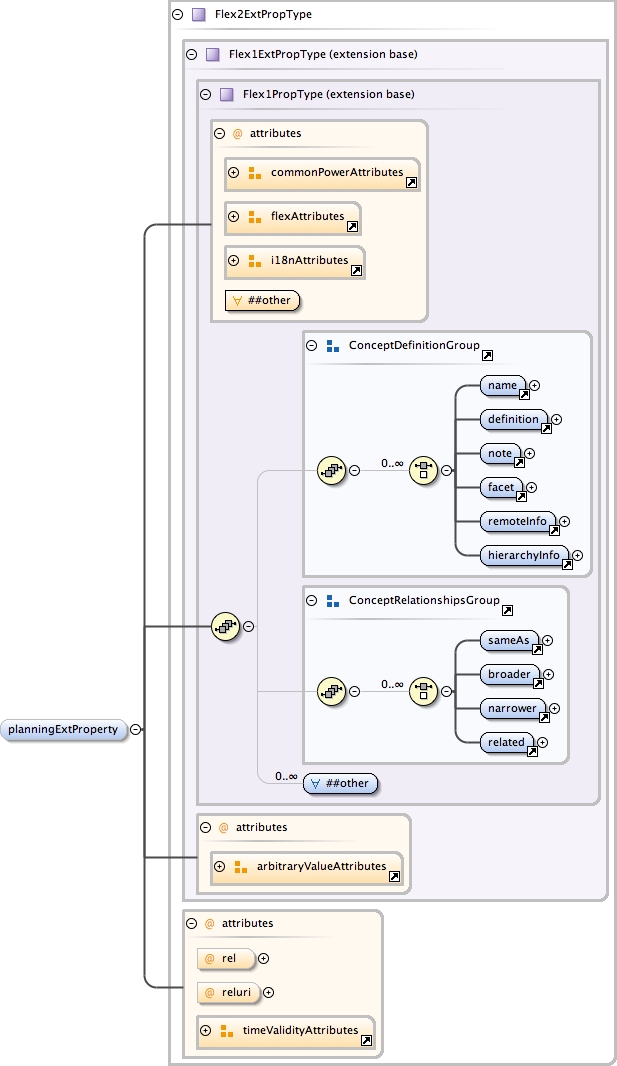 Flex2ExtPropType
Flex1ExtPropType (extension base)
Flex1PropType (extension base)
@ attributes
commonPowerAttributes
flexAttributes
i18nAttributes
##other
ConceptDefinitionGroup
name
definition
note
0..∞
facet
remoteInfo
hierarchyInfo
ConceptRelationshipsGroup
sameAs
broader
0..∞
narrower
related
planningExtProperty
0..∞
##other
@ attributes
arbitraryValueAttributes
@ attributes
@ rel
@ reluri
timeValidityAttributes